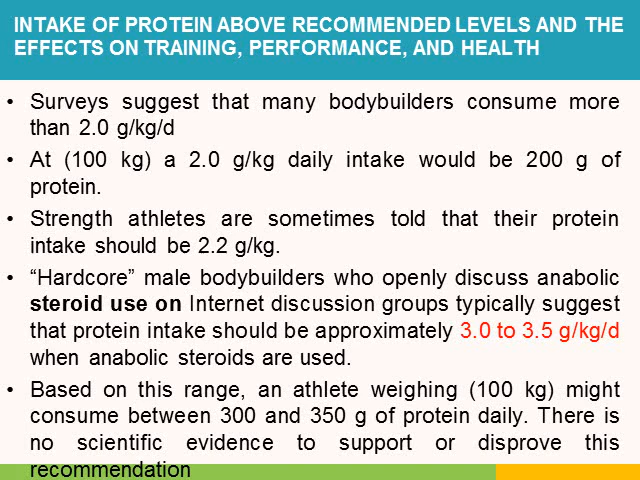 INTAKE OF PROTEIN ABOVE RECOMMENDED LEVELS AND THE
EFFECTS ON TRAINING, PERFORMANCE, AND HEALTH
• Surveys suggest that many bodybuilders consume more
than 2.0 g/kg/d
• At (100 kg) a 2.0 g/kg daily intake would be 200 g of
protein.
• Strength athletes are sometimes told that their protein
intake should be 2.2 g/kg.
• “Hardcore” male bodybuilders who openly discuss anabolic
steroid use on Internet discussion groups typically suggest
that protein intake should be approximately 3.0 to 3.5 g/kg/d
when anabolic steroids are used.
• Based on this range, an athlete weighing (100 kg) might
consume between 300 and 350 g of protein daily. There is
no scientific evidence to support or disprove this
recommendation